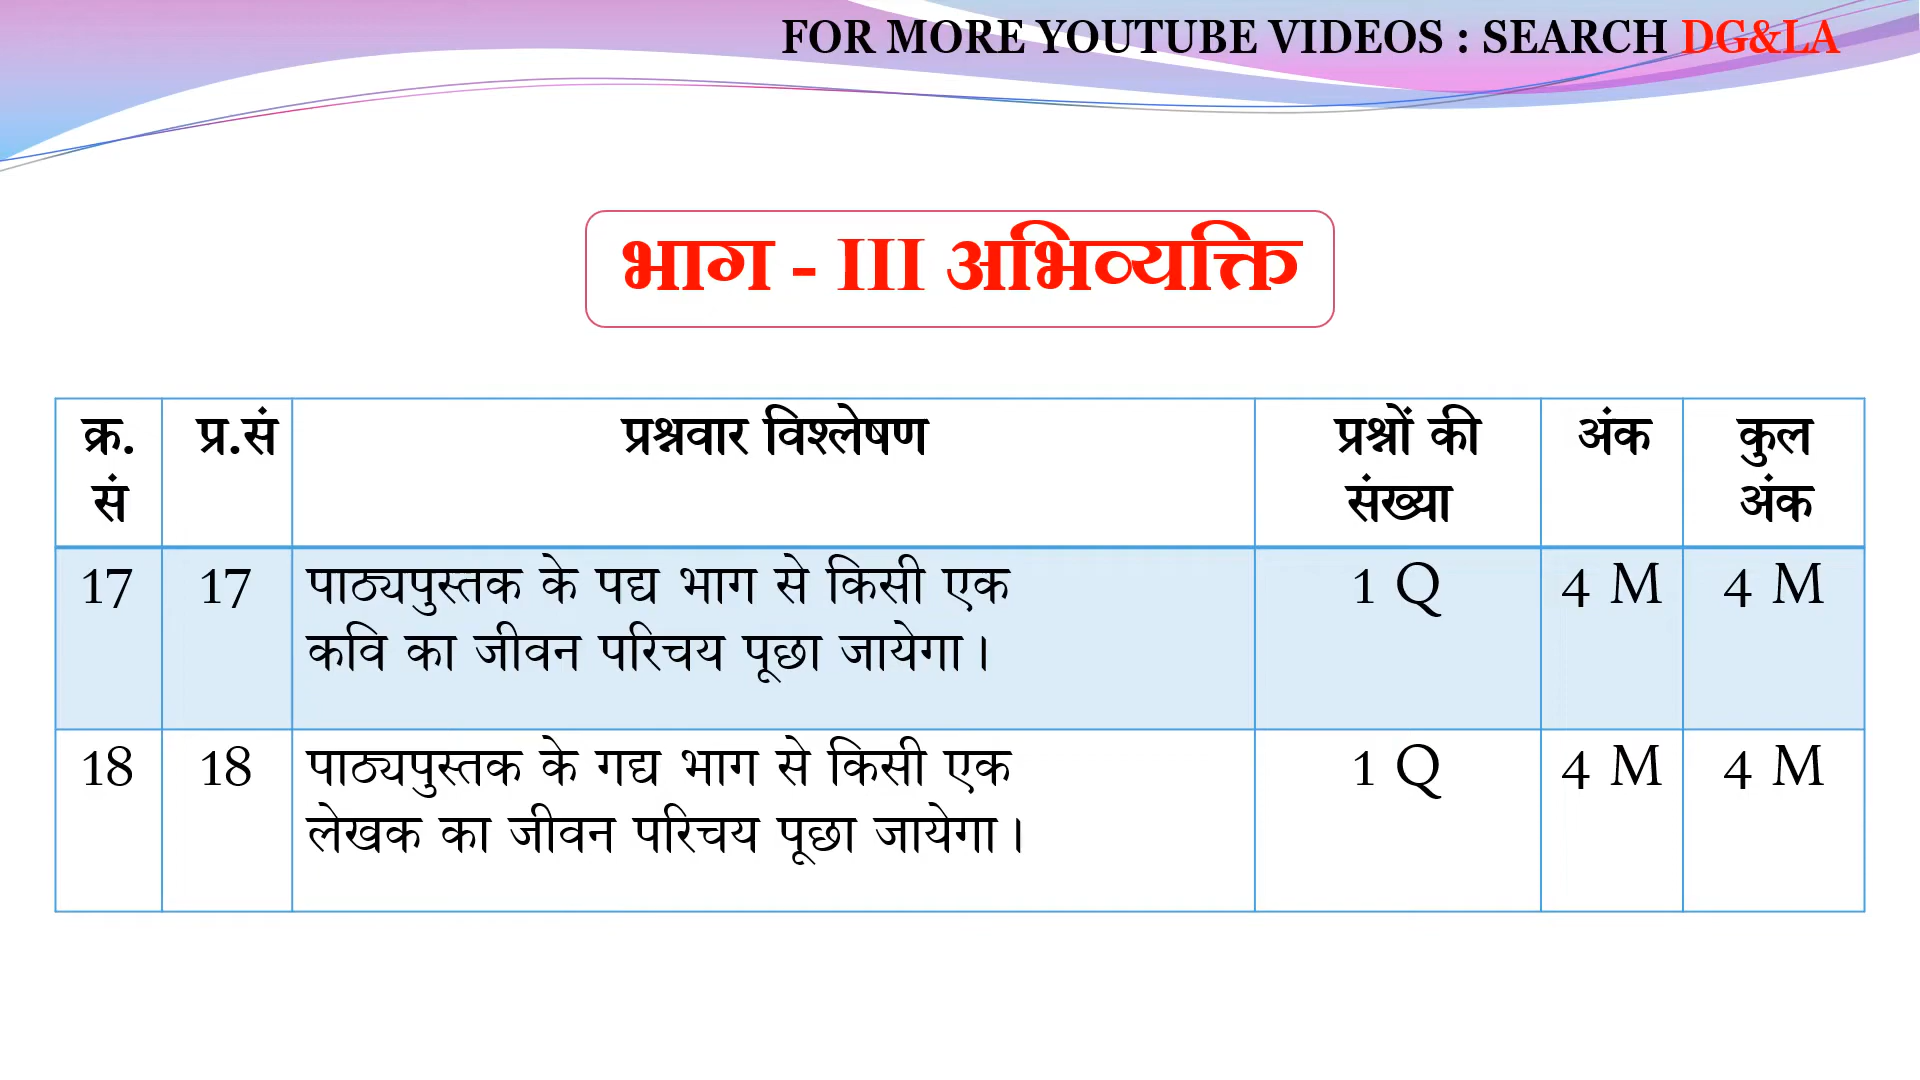 FOR MORE YOUTUBE VIDEOS : SEARCH DG&LA
भाग - III अभिव्यक्ति
क्र. प्र.सं प्रश्नवार विश्लेषण प्रश्नों की अंक कुल
सं संख्या अंक
17 17 पाठ्यपुस्तक के पद्य भाग से किसी एक 1 Q 4 M 4 M
कवि का जीवन परिचय पूछा जायेगा।
18 18 पाठ्यपुस्तक के गद्य भाग से किसी एक 1 Q 4 M 4 M
लेखक का जीवन परिचय पूछा जायेगा।